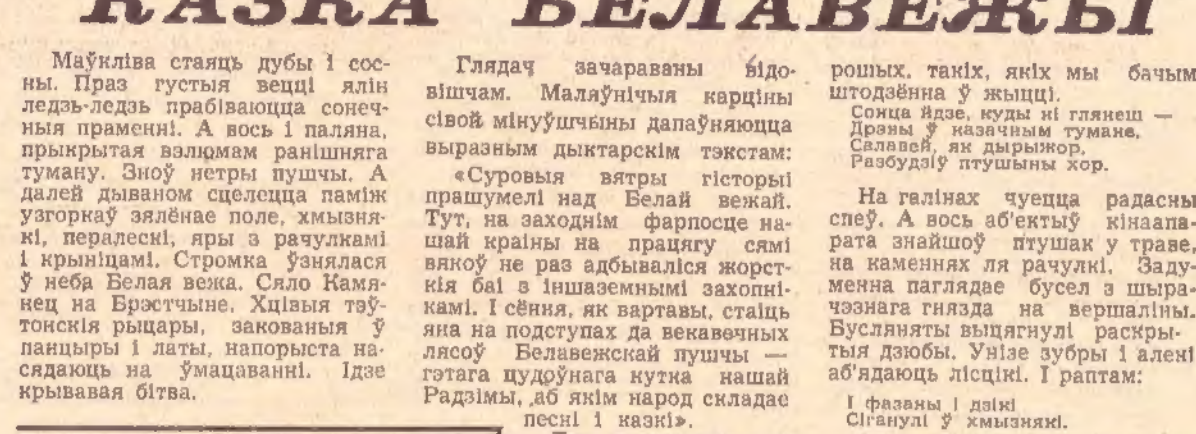 КАЗКА БЕЛАВЕЖЫ
Маўкліва стаяць дубы і сос-
ны. Праз густыя вецці ялін
ледзь-ледзь прабіваюцца сонеч-
ныя праменні. А вось і паляна,
прыкрытая вэлюмам ранішняга
туману. Зноў нетры пушчы. А
далей дываном сцелецца паміж
узгоркаў зялёнае поле, хмызня-
кі, пералескі, яры з рачулкамі
і крыніцамі. Стромка ўзнялася
ў неба Белая вежа. Сяло Камя-
нец на Брэстчыне. Хцівыя тэў-
тонскія рыцары, закованыя ў
панцыры і латы, напорыста на-
сядаюць на ўмацаванні. Ідзе
крывавая бітва.
Глядач зачараваны відо-
вішчам. Маляўнічыя карціны
сівой мінуўшчыны дапаўняюцца
выразным дыктарскім тэкстам:
«Суровыя вятры гісторыі
прашумелі над Белай вежай.
Тут, на заходнім фарпосце на-
шай краіны на працягу сямі
вякоў не раз адбываліся жорст-
кія баі з іншаземнымі захопні-
камі. І сёння, як вартавы, стаіць
яна на подступах да векавечных
лясоў Белавежскай пушчы —
гэтага цудоўнага кутка нашай
Радзімы, аб якім народ складае
песні і казкі».
рошых, такіх, якіх мы бачым
штодзённа ў жыцці.
Сонца йдзе, куды ні глянеш —
Дрэвы ў казачным тумане,
Салавей, як дырыжор,
Разбудзіў птушыны хор.
На галінах чуецца радасны
спеў. А вось аб'ектыў кінаапа-
рата знайшоў птушак у траве,
на каменнях ля рачулкі. Заду-
менна паглядае бусел з шыра-
чэзнага гнязда на вершаліны.
Бусляняты выцягнулі раскры-
тыя дзюбы. Унізе зубры і алені
аб'ядаюць лісцікі. І раптам:
І фазаны і дзікі
Сіганулі ў хмызнякі.